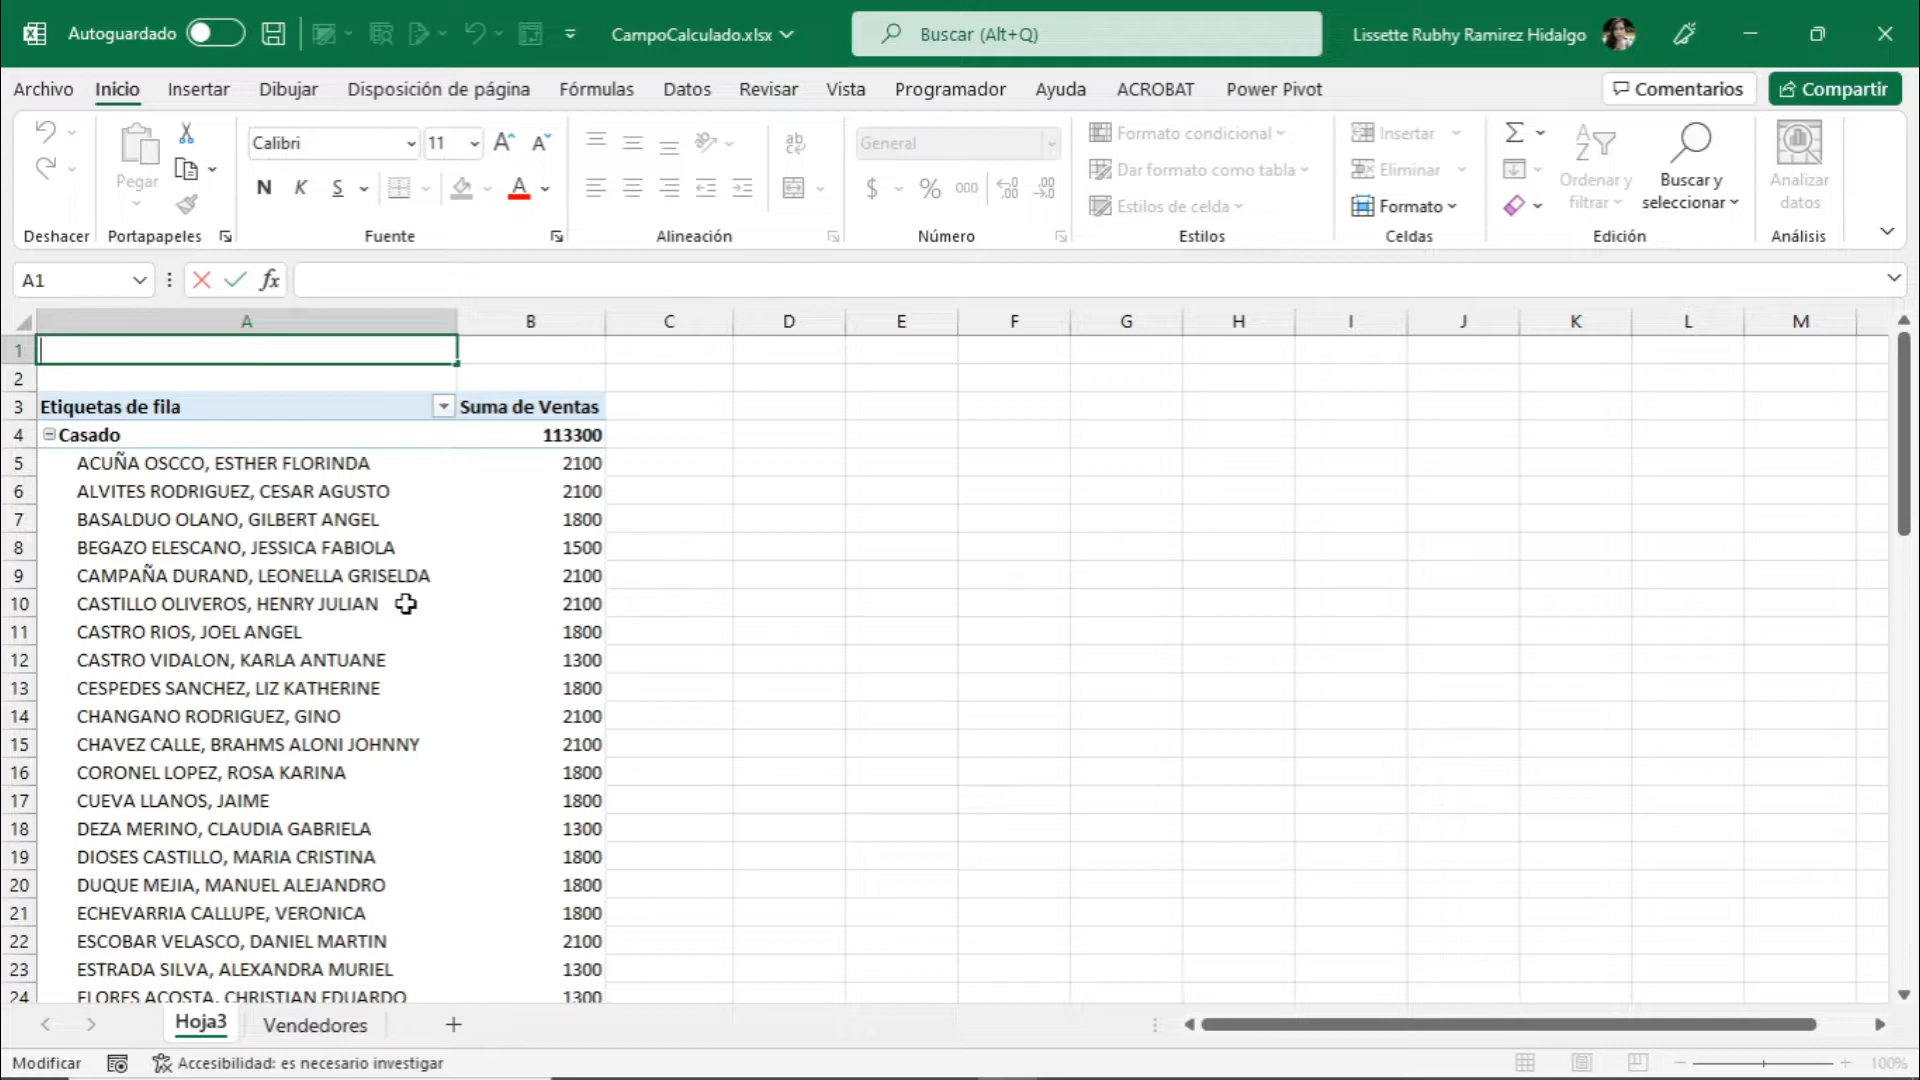 Autoguardado CampoCalculado.xlsx Buscar (Alt+Q) Lissette Rubhy Ramirez Hidalgo
Archivo Inicio Insertar Dibujar Disposición de página Fórmulas Datos Revisar Vista Programador Ayuda ACROBAT Power Pivot Comentarios Compartir
Calibri 11 A A ab General Formato condicional Insertar Σ
Pegar Dar formato como tabla Eliminar Ordenar y filtrar Buscar y seleccionar Analizar datos
N K S A $ % 000 Estilos de celda Formato
Deshacer Portapapeles Fuente Alineación Número Estilos Celdas Edición Análisis
A1 fx
A B C D E F G H I J K L M
1
2
3 Etiquetas de fila Suma de Ventas
4 Casado 113300
5 ACUÑA OSCCO, ESTHER FLORINDA 2100
6 ALVITES RODRIGUEZ, CESAR AGUSTO 2100
7 BASALDUO OLANO, GILBERT ANGEL 1800
8 BEGAZO ELESCANO, JESSICA FABIOLA 1500
9 CAMPAÑA DURAND, LEONELLA GRISELDA 2100
10 CASTILLO OLIVEROS, HENRY JULIAN 2100
11 CASTRO RIOS, JOEL ANGEL 1800
12 CASTRO VIDALON, KARLA ANTUANE 1300
13 CESPEDES SANCHEZ, LIZ KATHERINE 1800
14 CHANGANO RODRIGUEZ, GINO 2100
15 CHAVEZ CALLE, BRAHMS ALONI JOHNNY 2100
16 CORONEL LOPEZ, ROSA KARINA 1800
17 CUEVA LLANOS, JAIME 1800
18 DEZA MERINO, CLAUDIA GABRIELA 1300
19 DIOSES CASTILLO, MARIA CRISTINA 1800
20 DUQUE MEJIA, MANUEL ALEJANDRO 1800
21 ECHEVARRIA CALLUPE, VERONICA 1800
22 ESCOBAR VELASCO, DANIEL MARTIN 2100
23 ESTRADA SILVA, ALEXANDRA MURIEL 1300
24 FLORES ACOSTA, CHRISTIAN EDUARDO 1300
Hoja3 Vendedores
Modificar Accesibilidad: es necesario investigar 100%